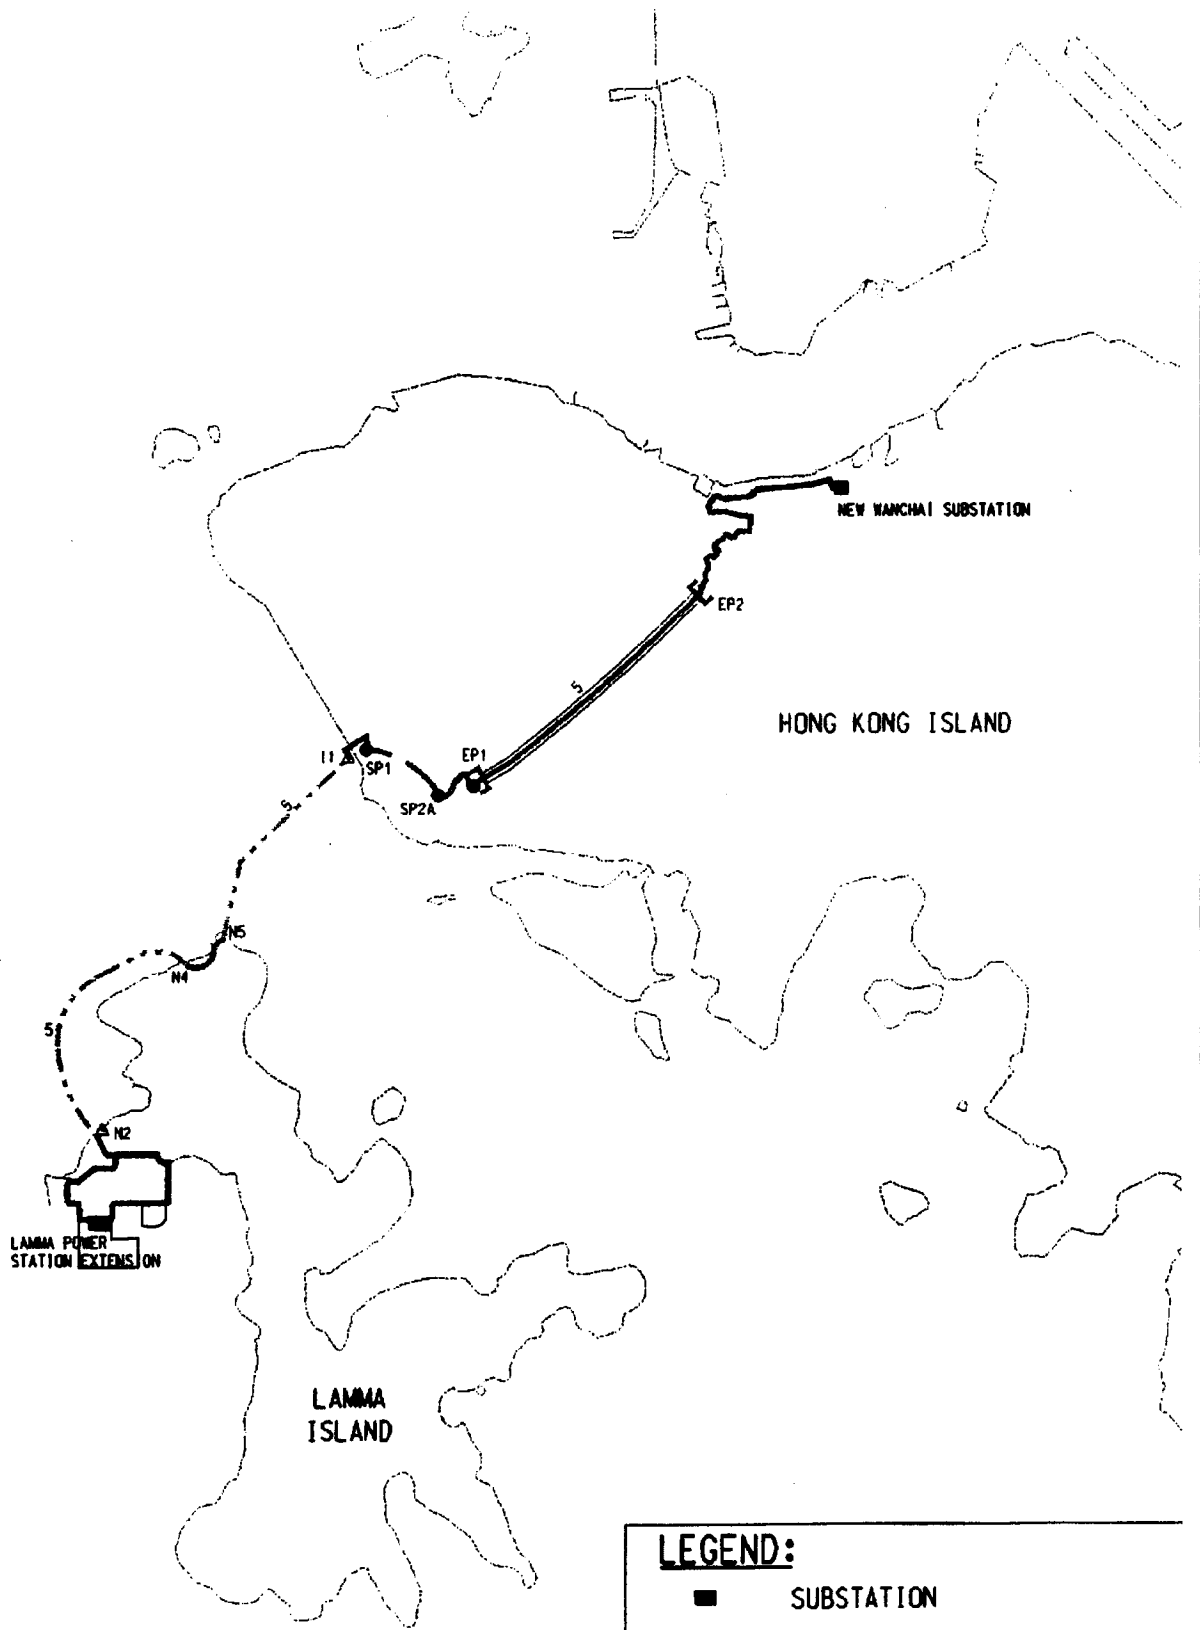 NEW WANCHAI SUBSTATION
EP2
5
HONG KONG ISLAND
I1
SP1
EP1
SP2A
5
N5
N4
5
N2
LAMMA POWER
STATION EXTENSION
LAMMA
ISLAND
LEGEND:
SUBSTATION